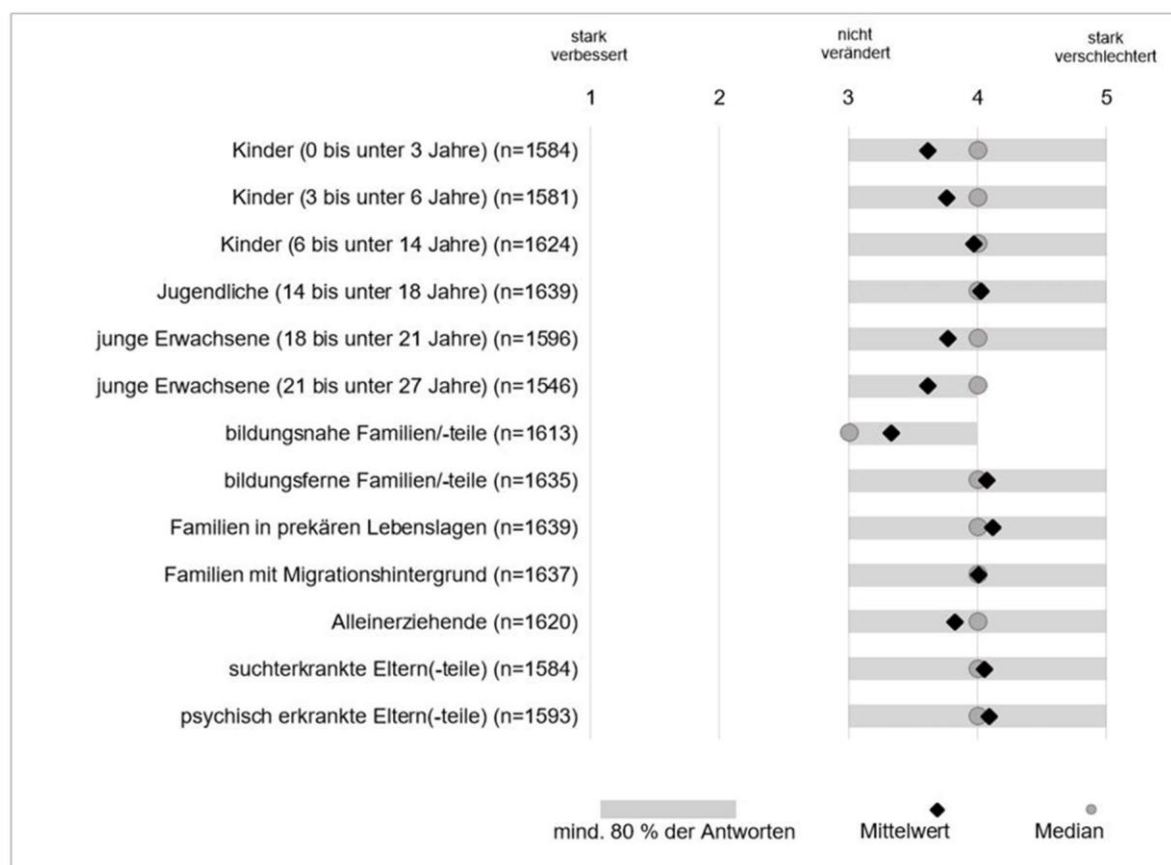 stark
verbessert
nicht
verändert
stark
verschlechtert
1 2 3 4 5
Kinder (0 bis unter 3 Jahre) (n=1584)
Kinder (3 bis unter 6 Jahre) (n=1581)
Kinder (6 bis unter 14 Jahre) (n=1624)
Jugendliche (14 bis unter 18 Jahre) (n=1639)
junge Erwachsene (18 bis unter 21 Jahre) (n=1596)
junge Erwachsene (21 bis unter 27 Jahre) (n=1546)
bildungsnahe Familien/-teile (n=1613)
bildungsferne Familien/-teile (n=1635)
Familien in prekären Lebenslagen (n=1639)
Familien mit Migrationshintergrund (n=1637)
Alleinerziehende (n=1620)
suchterkrankte Eltern(-teile) (n=1584)
psychisch erkrankte Eltern(-teile) (n=1593)
mind. 80 % der Antworten Mittelwert Median